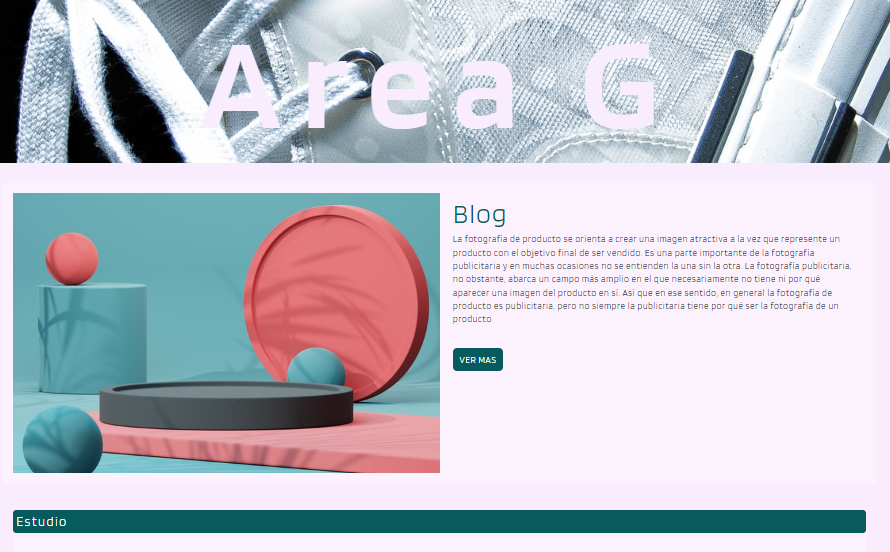 Area G
Blog
La fotografía de producto se orienta a crear una imagen atractiva a la vez que represente un
producto con el objetivo final de ser vendido. Es una parte importante de la fotografía
publicitaria y en muchas ocasiones no se entienden la una sin la otra. La fotografía publicitaria,
no obstante, abarca un campo más amplio en el que necesariamente no tiene ni por qué
aparecer una imagen del producto en sí. Así que en ese sentido, en general la fotografía de
producto es publicitaria, pero no siempre la publicitaria tiene por qué ser la fotografía de un
producto.
VER MAS
Estudio